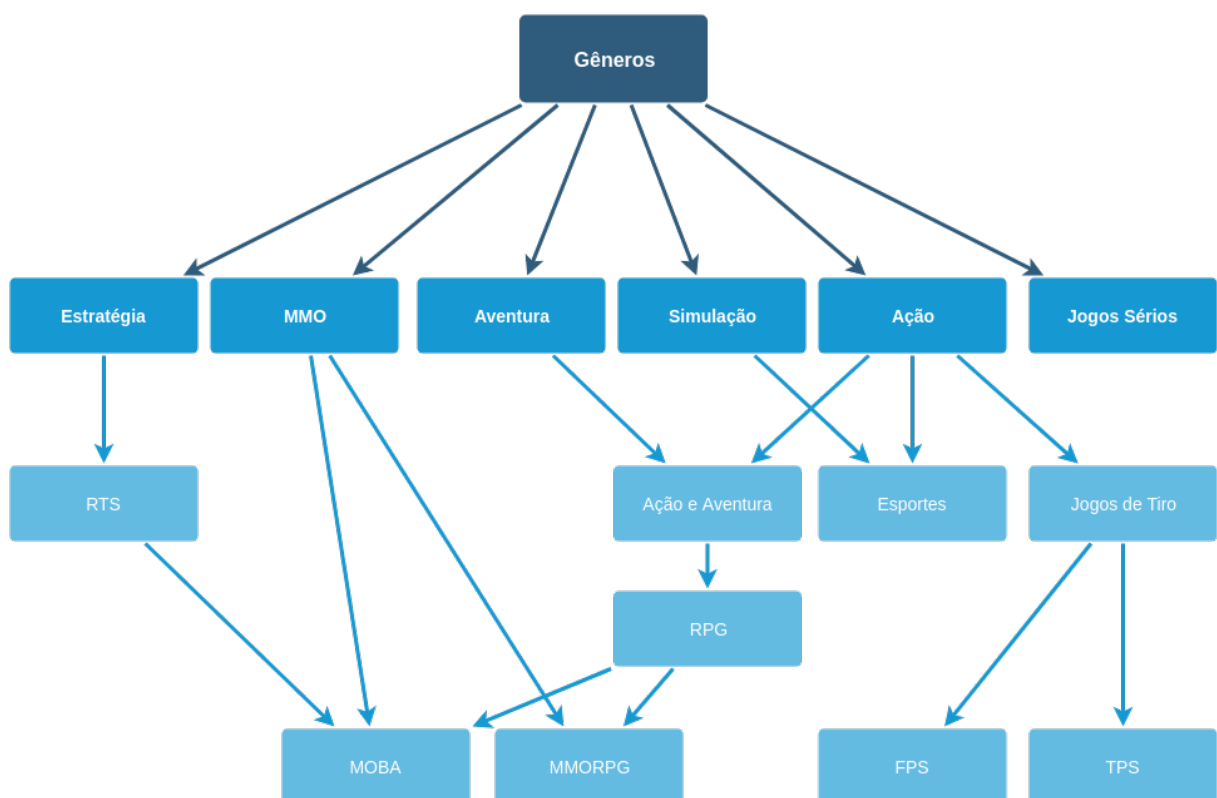 Gêneros
Estratégia
MMO
Aventura
Simulação
Ação
Jogos Sérios
RTS
Ação e Aventura
Esportes
Jogos de Tiro
RPG
MOBA
MMORPG
FPS
TPS